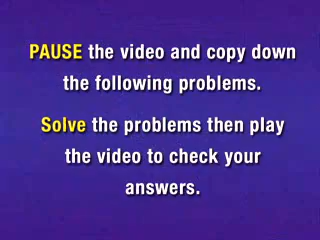 PAUSE the video and copy down
the following problems.
Solve the problems then play
the video to check your
answers.